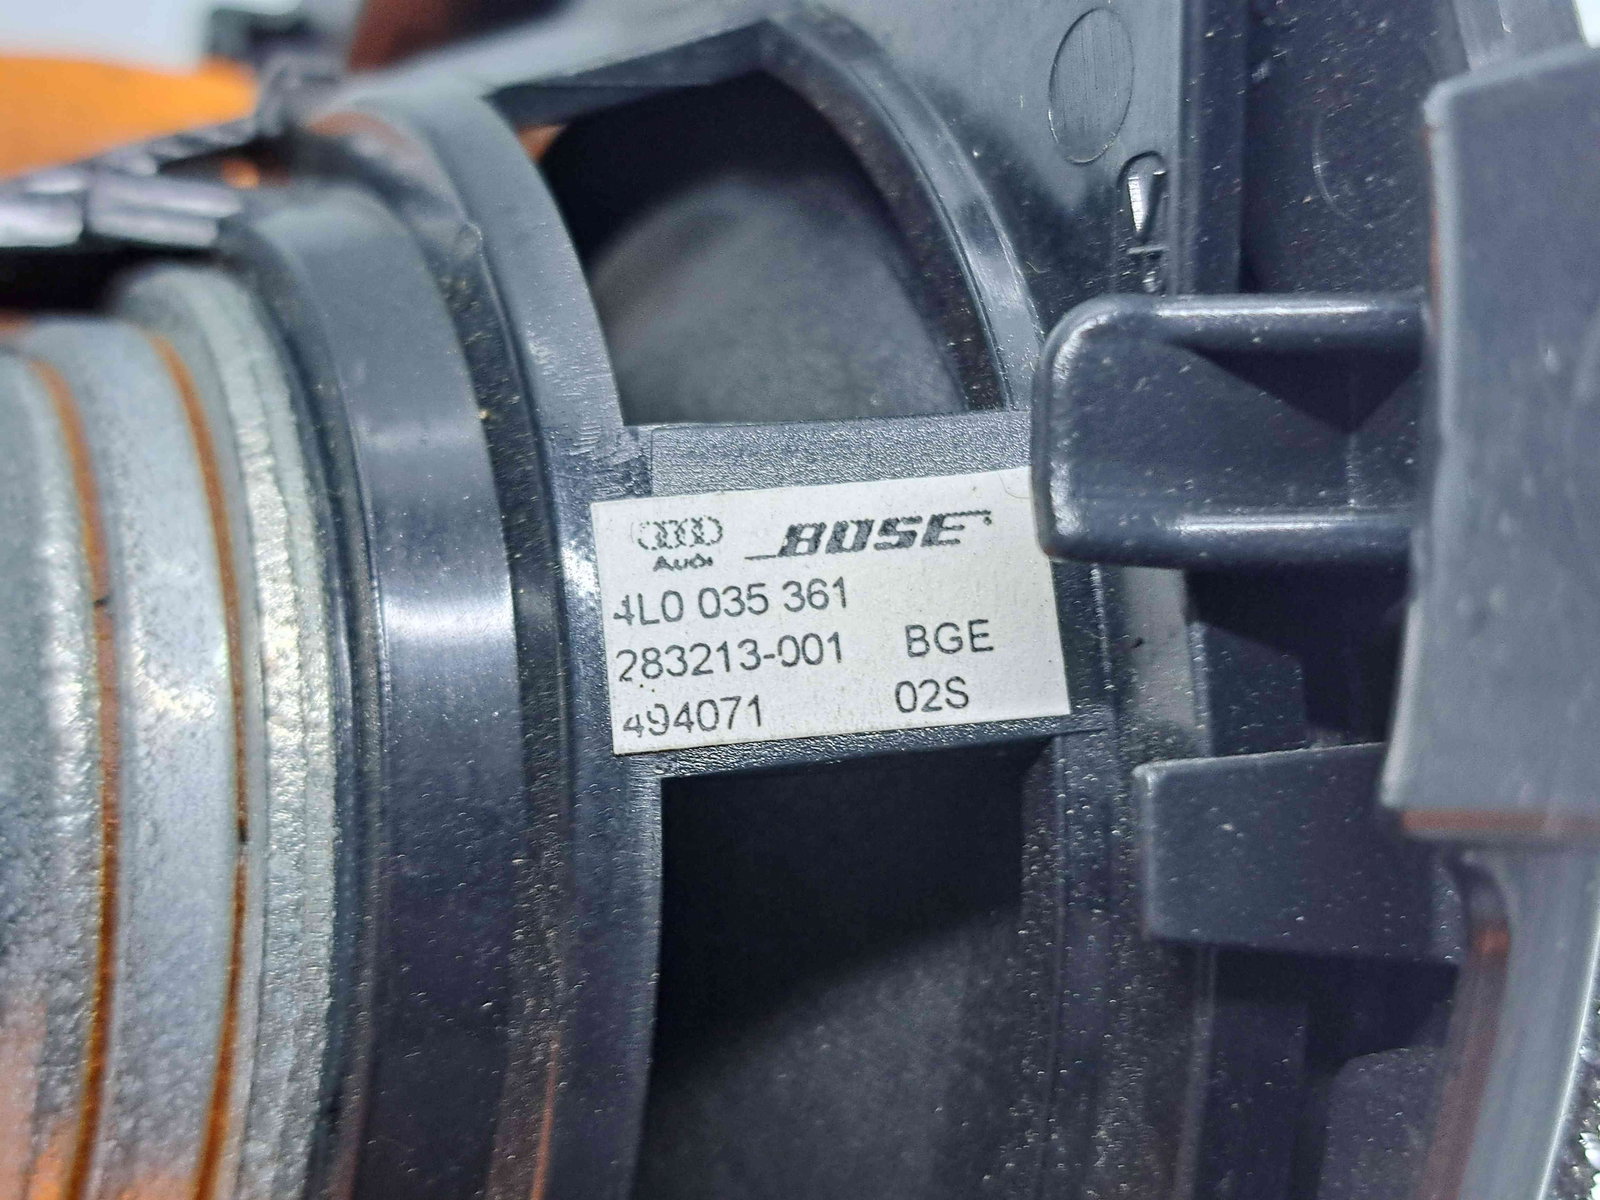 Audi BOSE
4L0 035 361
283213-001 BGE
494071 02S